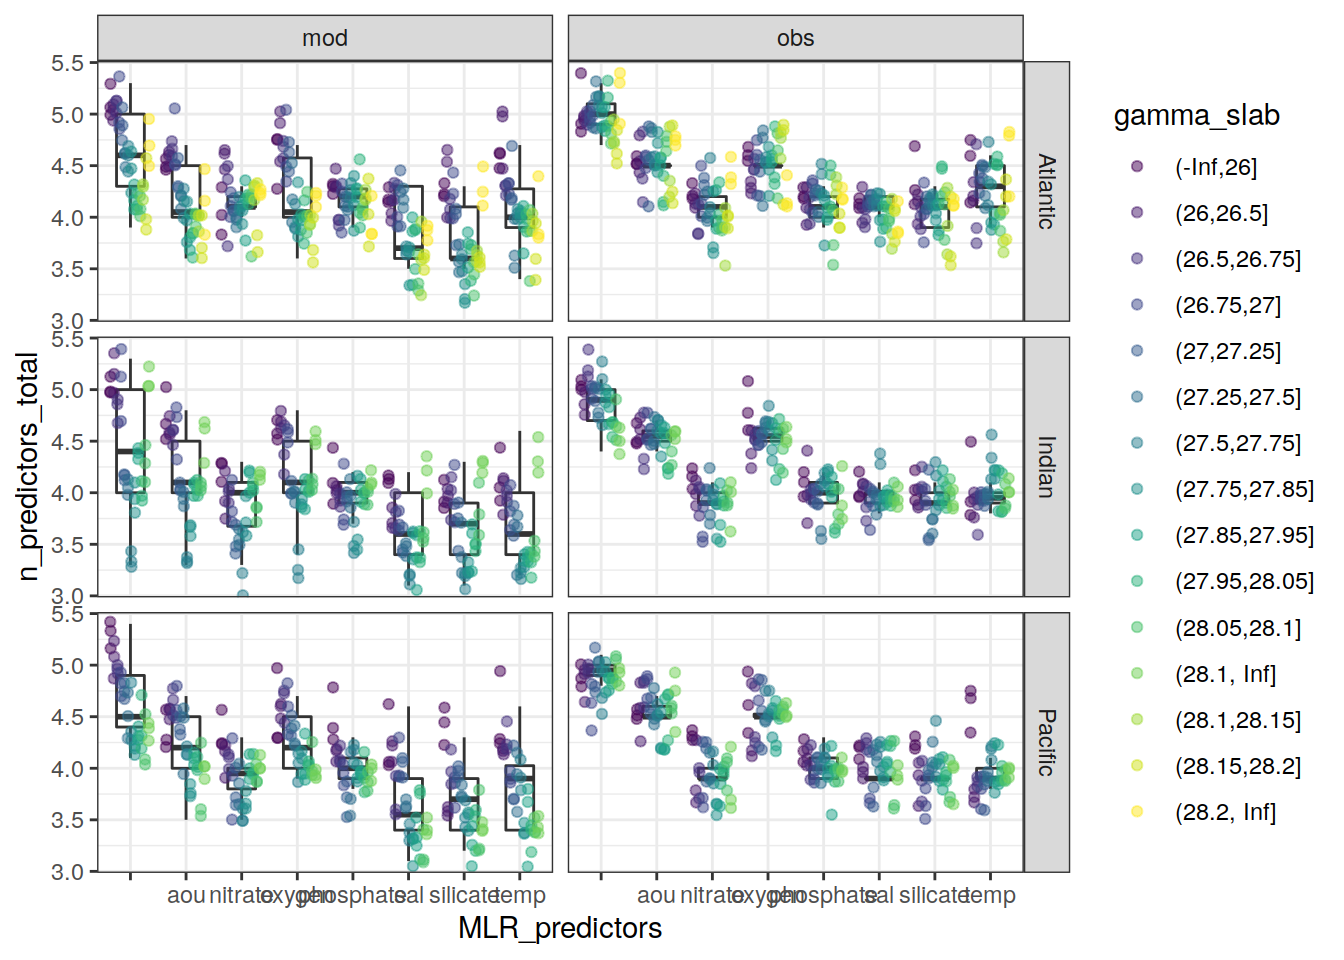 mod
obs
gamma_slab
n_predictors_total
5.5
5.0
4.5
4.0
3.5
3.0
Atlantic
5.5
5.0
4.5
4.0
3.5
3.0
Indian
5.5
5.0
4.5
4.0
3.5
3.0
Pacific
aou nitrate oxygen phosphate sal silicate temp
aou nitrate oxygen phosphate sal silicate temp
MLR_predictors
(-Inf,26]
(26,26.5]
(26.5,26.75]
(26.75,27]
(27,27.25]
(27.25,27.5]
(27.5,27.75]
(27.75,27.85]
(27.85,27.95]
(27.95,28.05]
(28.05,28.1]
(28.1, Inf]
(28.1,28.15]
(28.15,28.2]
(28.2, Inf]